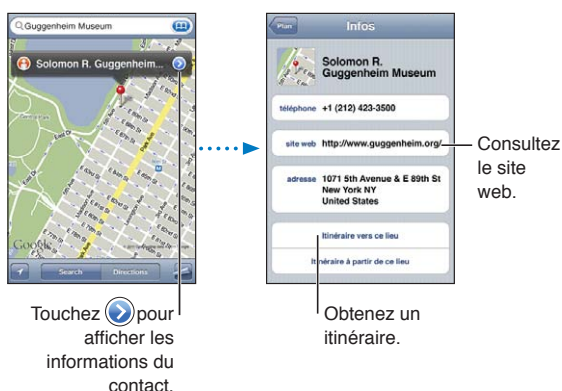 Guggenheim Museum
Solomon R. Guggenheim...
Google
Search
Directions
Touchez pour
afficher les
informations du
contact.
Plan
Infos
Solomon R.
Guggenheim Museum
téléphone +1 (212) 423-3500
site web http://www.guggenheim.org/
adresse 1071 5th Avenue & E 89th St
New York NY
United States
Itinéraire vers ce lieu
Itinéraire à partir de ce lieu
Consultez
le site
web.
Obtenez un
itinéraire.